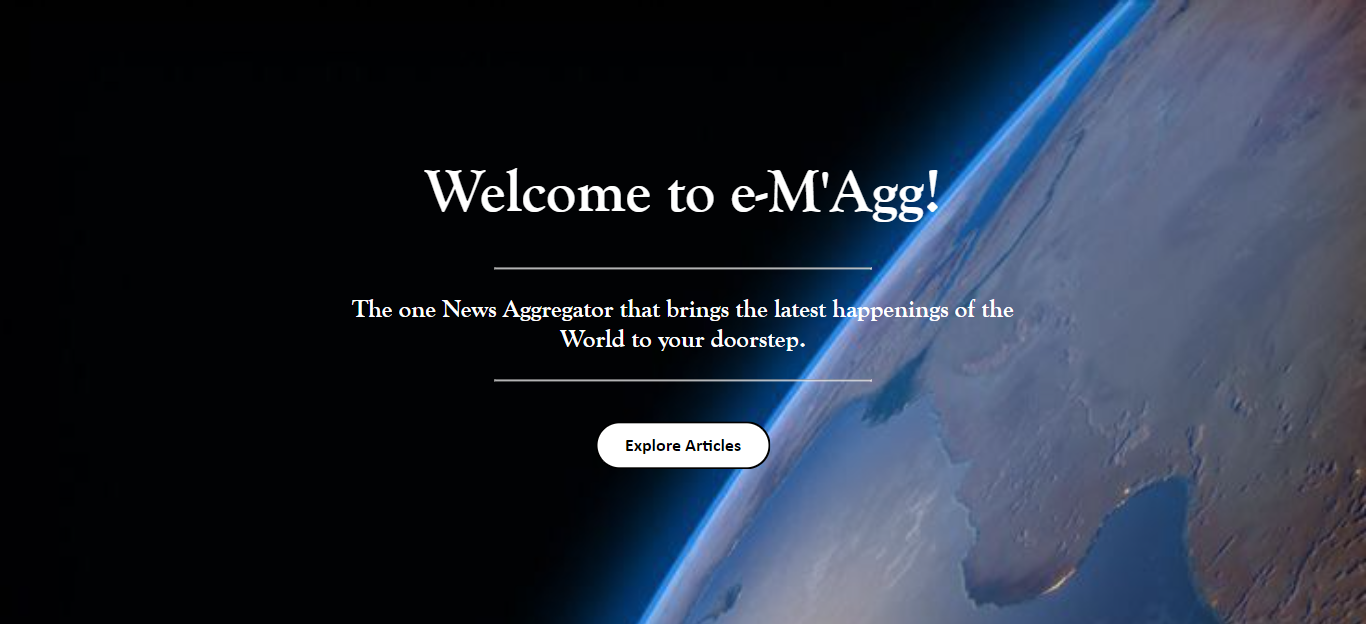 Welcome to e-M'Agg!
The one News Aggregator that brings the latest happenings of the
World to your doorstep.
Explore Articles